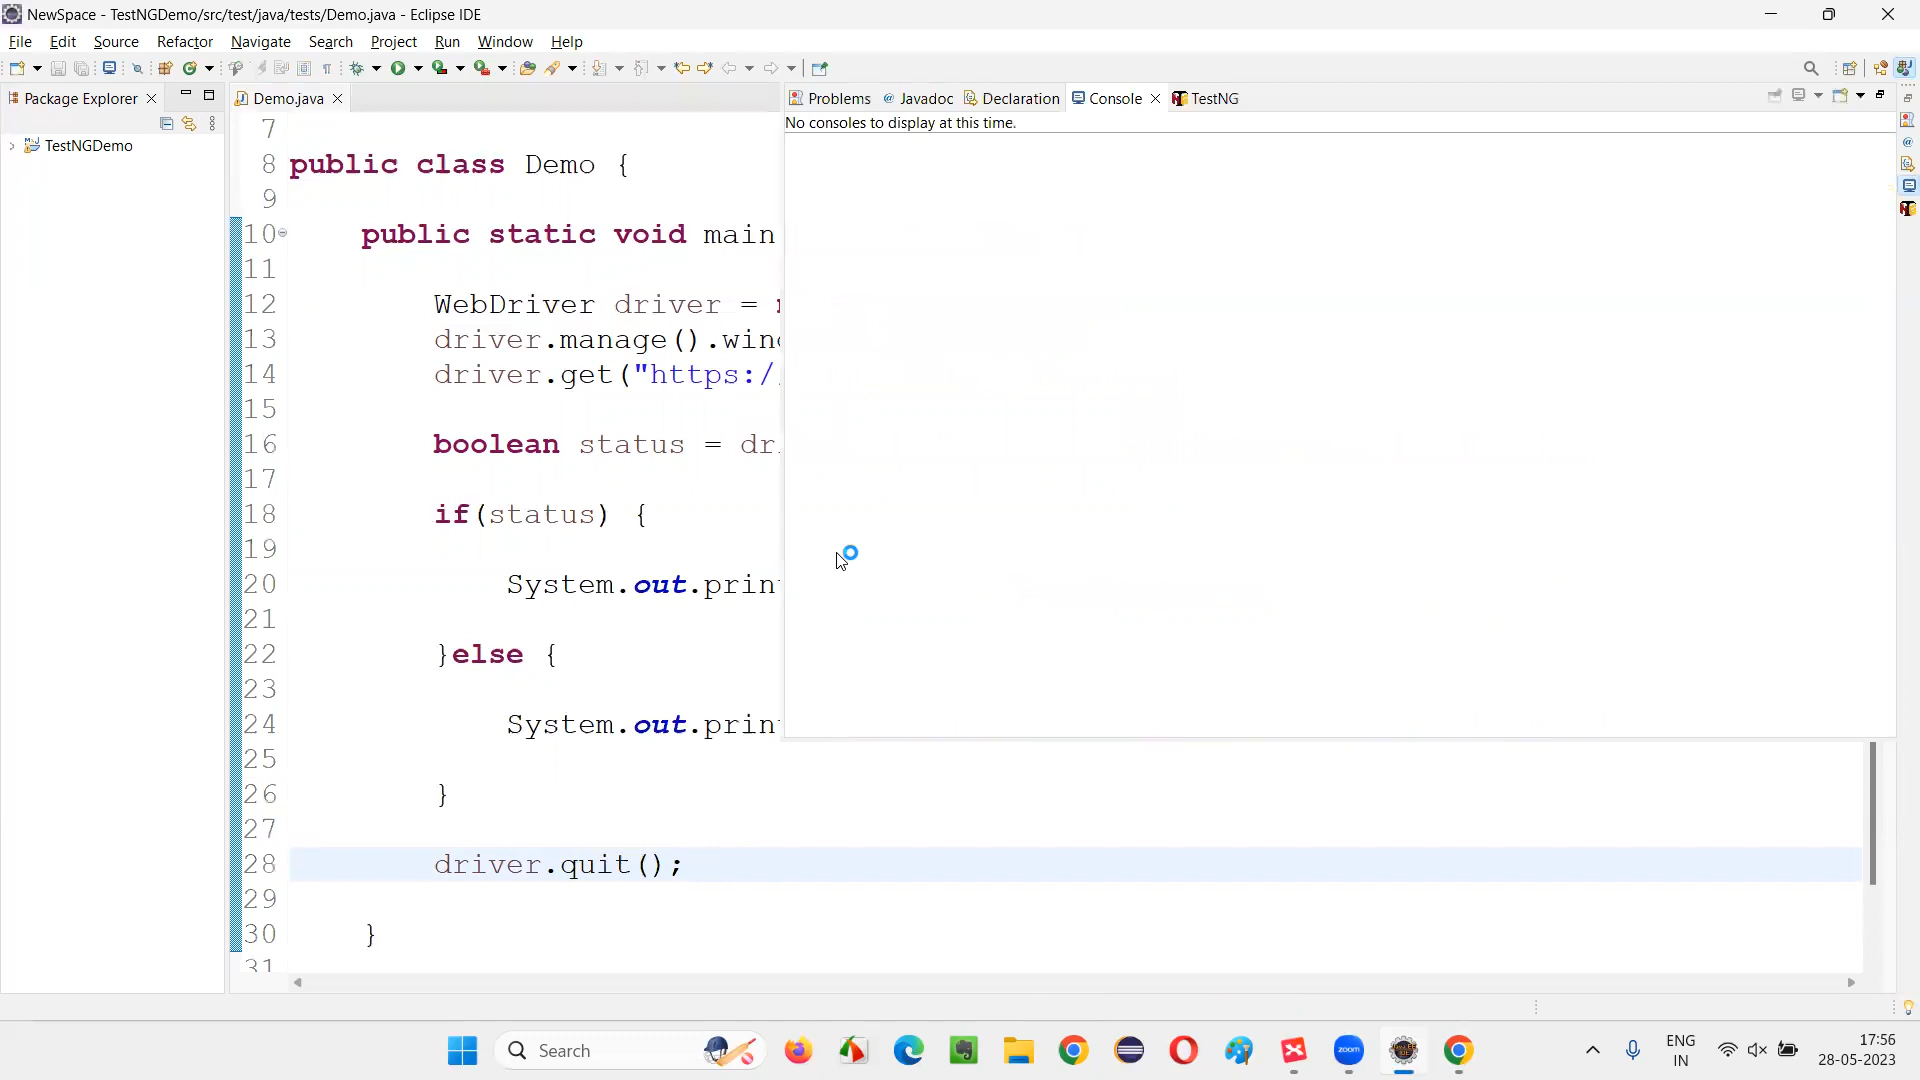 NewSpace - TestNGDemo/src/test/java/tests/Demo.java - Eclipse IDE
File Edit Source Refactor Navigate Search Project Run Window Help
Package Explorer
Demo.java
Problems Javadoc Declaration Console TestNG
No consoles to display at this time.
TestNGDemo
7
8 public class Demo {
9
10 public static void main
11
12 WebDriver driver =
13 driver.manage().wind
14 driver.get("https:/
15
16 boolean status = dr
17
18 if(status) {
19
20 System.out.print
21
22 }else {
23
24 System.out.print
25
26 }
27
28 driver.quit();
29
30 }
31
Search
zoom
ENG
IN
17:56
28-05-2023